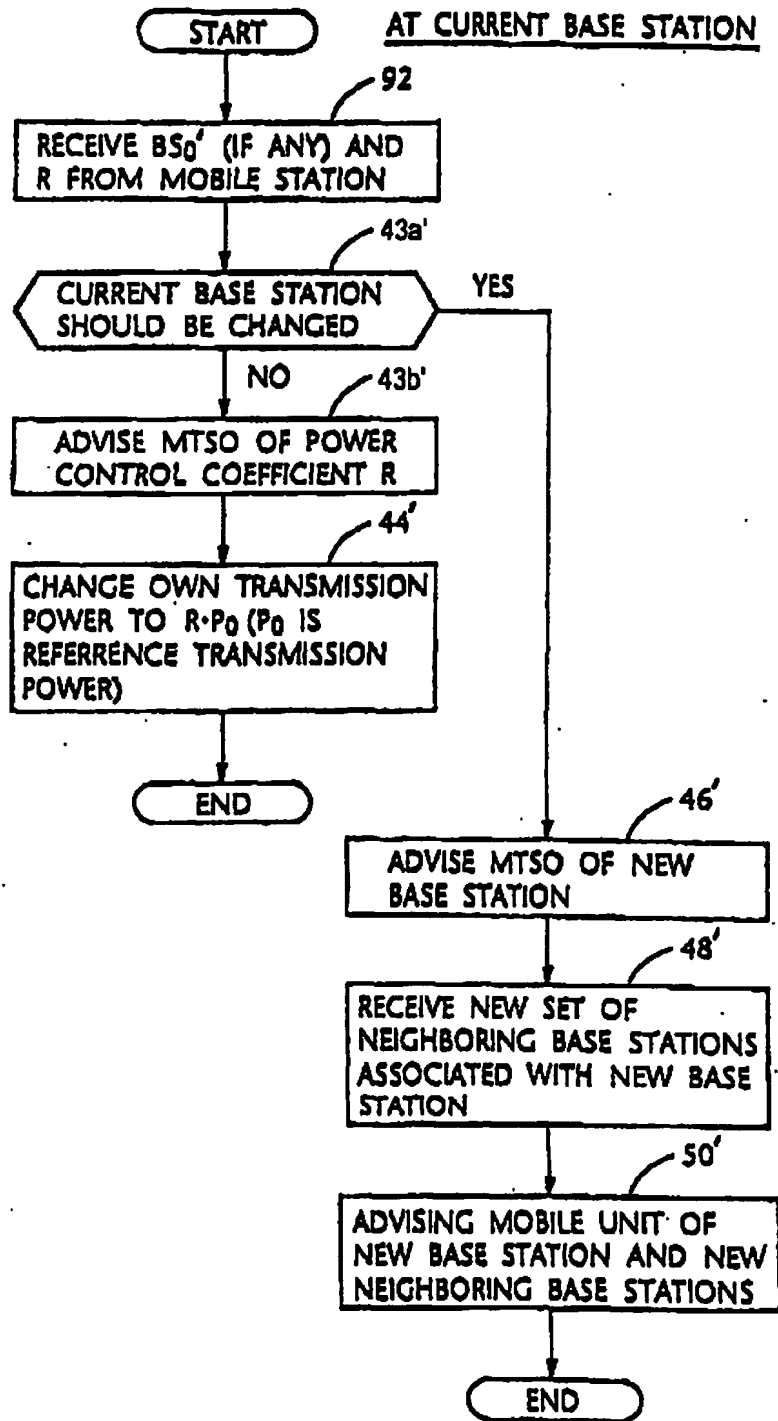 START
AT CURRENT BASE STATION
92
RECEIVE BS0' (IF ANY) AND
R FROM MOBILE STATION
43a'
CURRENT BASE STATION
SHOULD BE CHANGED
YES
NO
43b'
ADVISE MTSO OF POWER
CONTROL COEFFICIENT R
44'
CHANGE OWN TRANSMISSION
POWER TO R•P0 (P0 IS
REFERRENCE TRANSMISSION
POWER)
END
46'
ADVISE MTSO OF NEW
BASE STATION
48'
RECEIVE NEW SET OF
NEIGHBORING BASE STATIONS
ASSOCIATED WITH NEW BASE
STATION
50'
ADVISING MOBILE UNIT OF
NEW BASE STATION AND NEW
NEIGHBORING BASE STATIONS
END